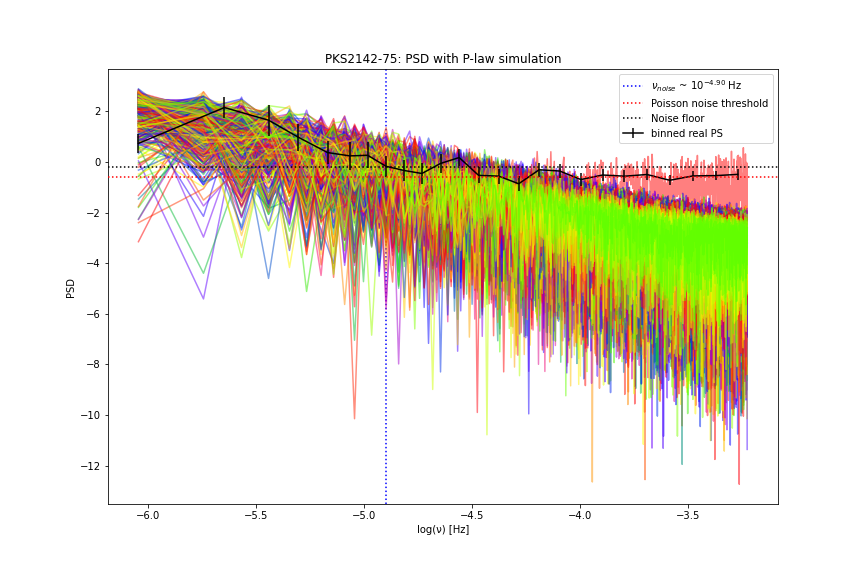 PKS2142-75: PSD with P-law simulation
ν_noise ~ 10^−4.90 Hz
Poisson noise threshold
Noise floor
binned real PS
2
0
−2
−4
−6
−8
−10
−12
PSD
−6.0 −5.5 −5.0 −4.5 −4.0 −3.5
log(ν) [Hz]